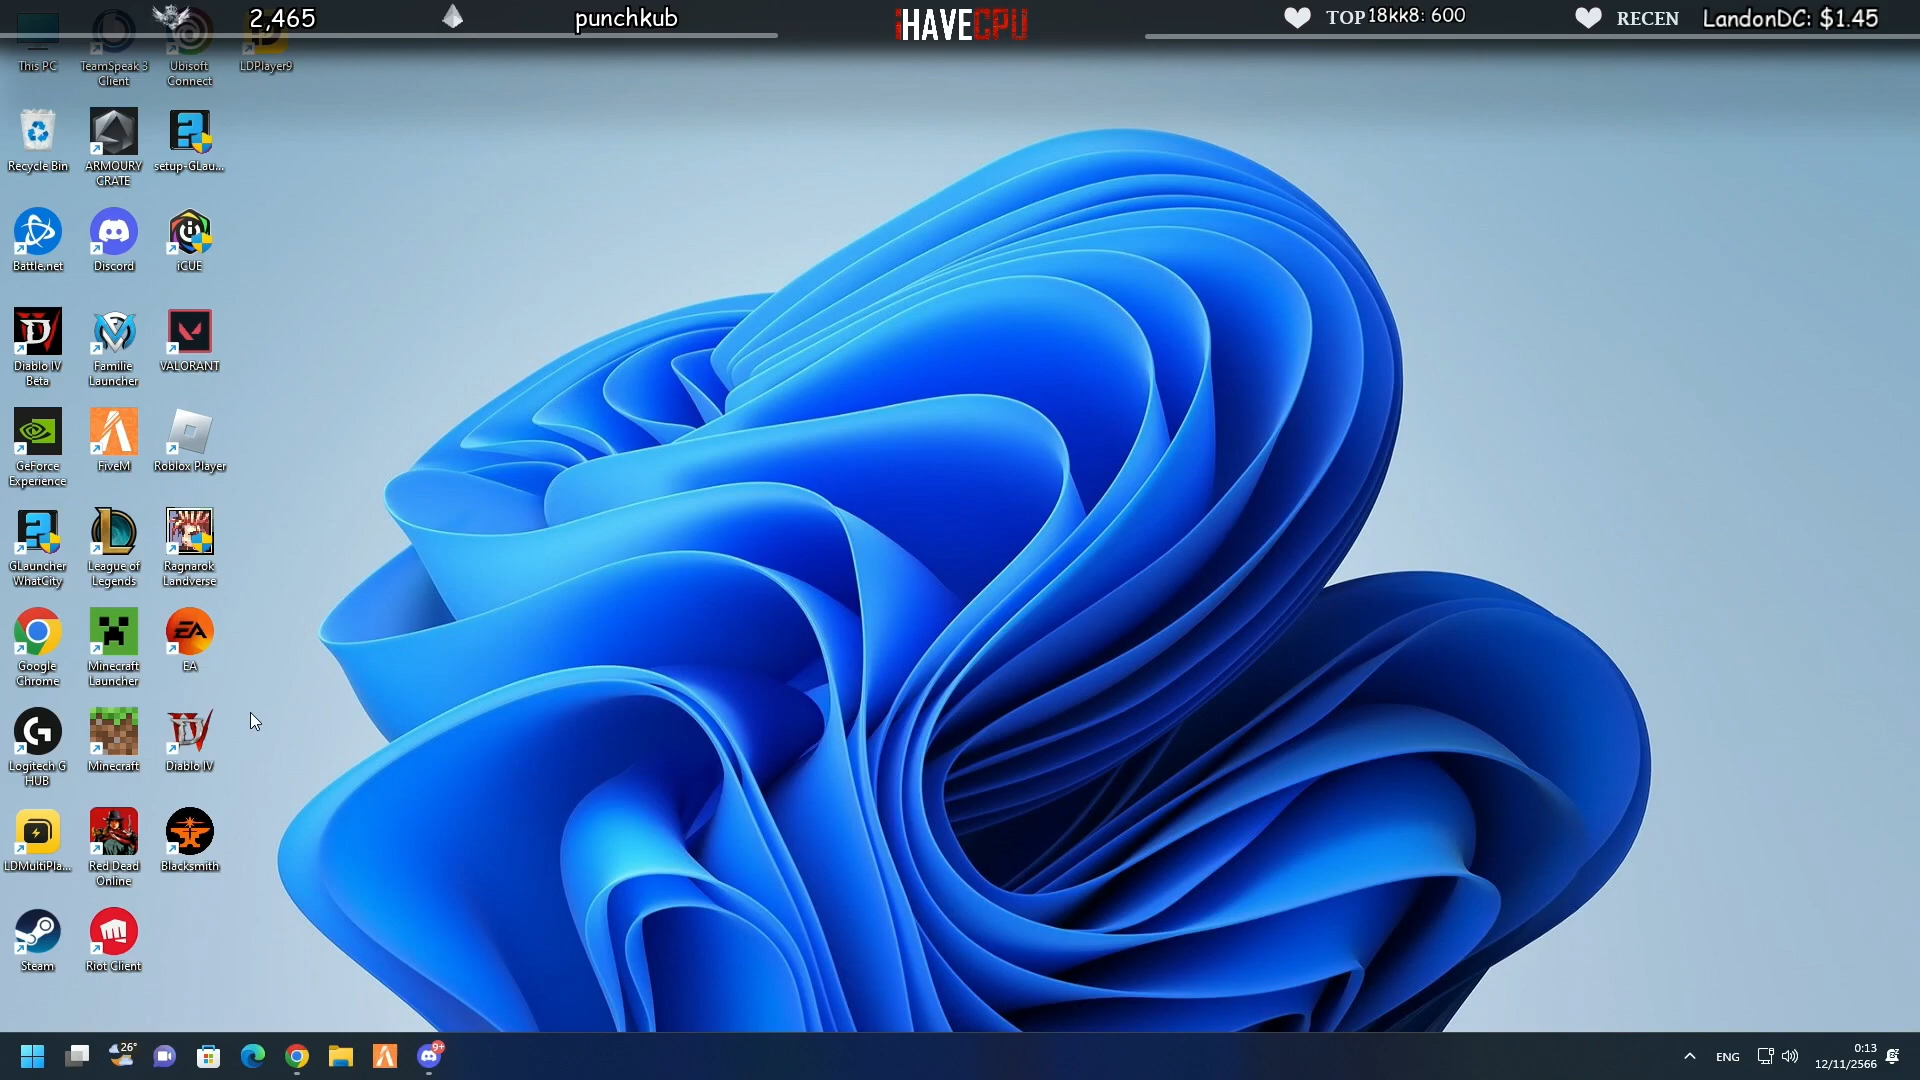 2,465
punchkub
iHAVECPU
TOP 18kk8: 600
RECEN LandonDC: $1.45
This PC
TeamSpeak 3
Client
Ubisoft
Connect
LDPlayer9
Recycle Bin
ARMOURY
CRATE
setup-GLau...
Battle.net
Discord
iCUE
Diablo IV
Beta
Familie
Launcher
VALORANT
GeForce
Experience
FiveM
Roblox Player
GLauncher
WhatCity
League of
Legends
Ragnarok
Landverse
Google
Chrome
Minecraft
Launcher
EA
Logitech G
HUB
Minecraft
Diablo IV
LDMultiPla...
Red Dead
Online
Blacksmith
Steam
Riot Client
26°
9+
ENG
0:13
12/11/2566